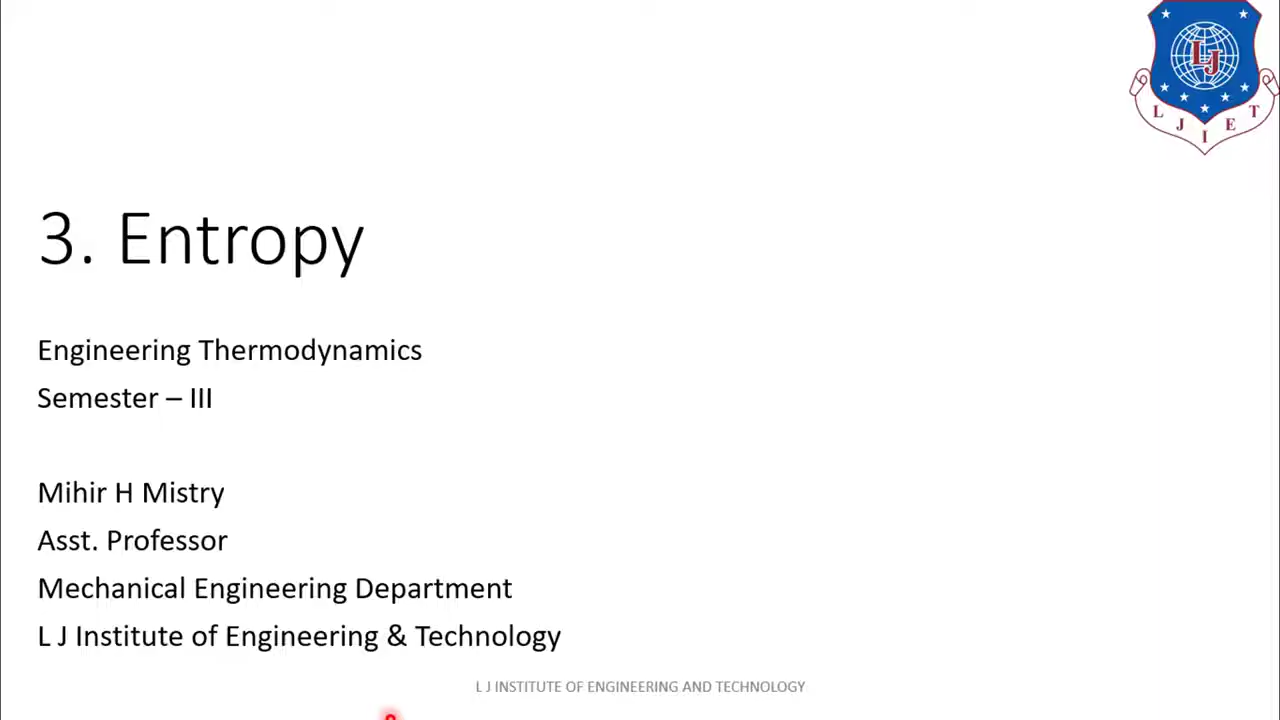 LJ
L J I E T
3. Entropy
Engineering Thermodynamics
Semester – III
Mihir H Mistry
Asst. Professor
Mechanical Engineering Department
L J Institute of Engineering & Technology
L J INSTITUTE OF ENGINEERING AND TECHNOLOGY